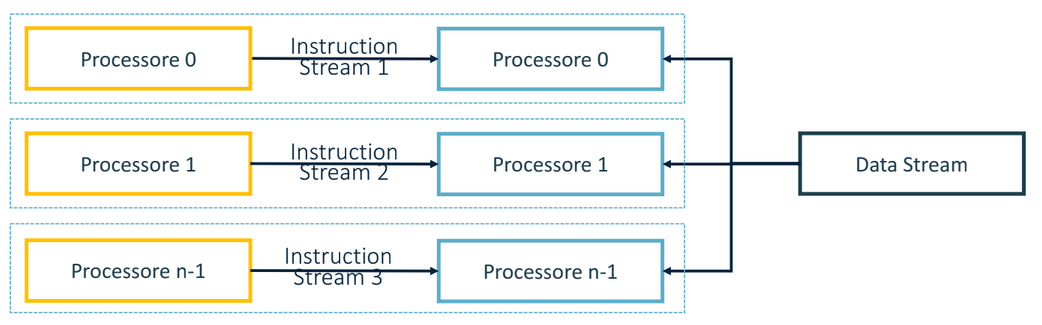 Processore 0
Instruction
Stream 1
Processore 0
Processore 1
Instruction
Stream 2
Processore 1
Data Stream
Processore n-1
Instruction
Stream 3
Processore n-1